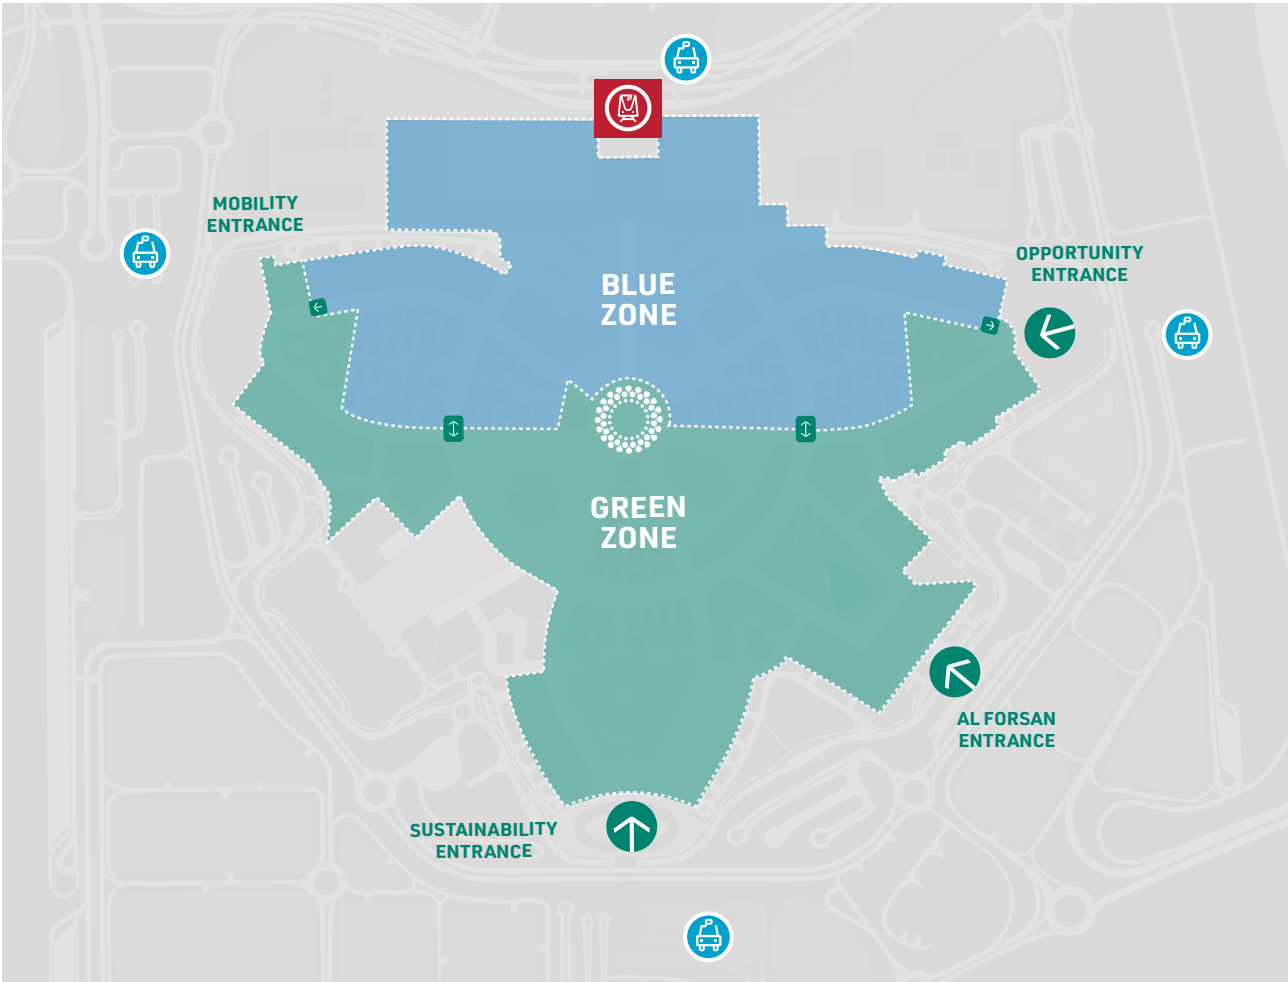 MOBILITY
ENTRANCE
OPPORTUNITY
ENTRANCE
BLUE
ZONE
GREEN
ZONE
AL FORSAN
ENTRANCE
SUSTAINABILITY
ENTRANCE